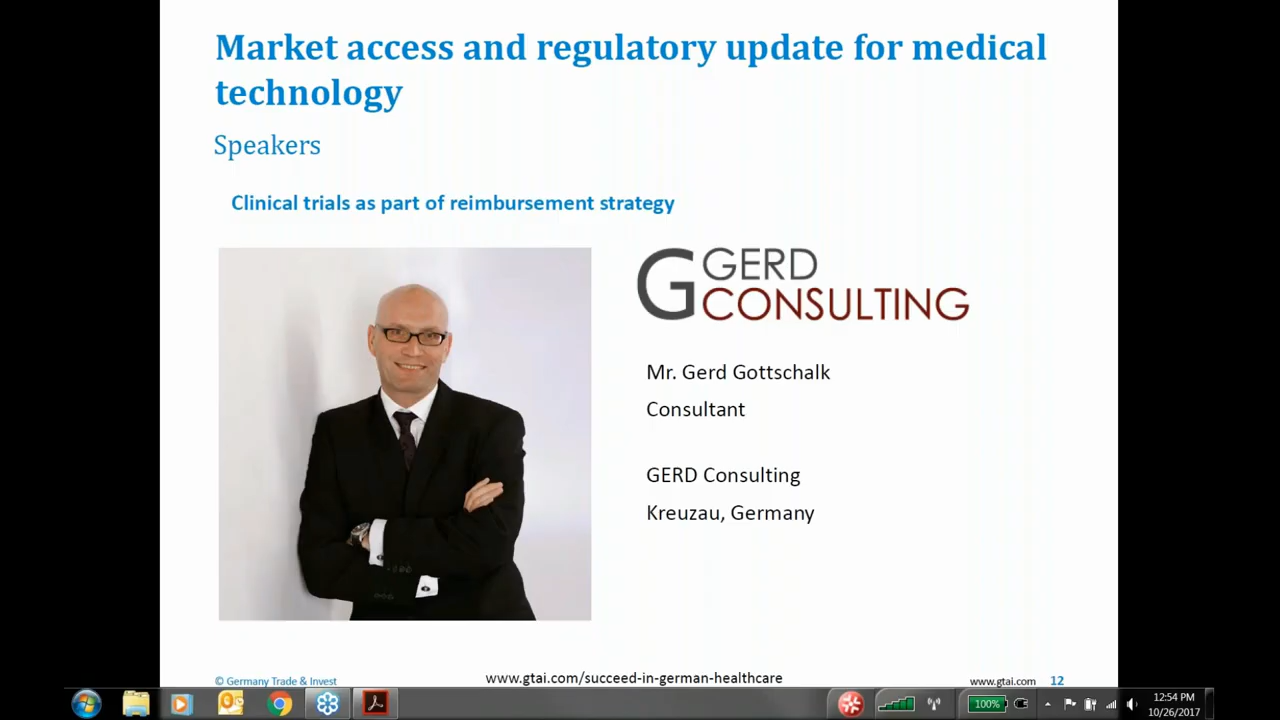 Market access and regulatory update for medical
technology
Speakers
Clinical trials as part of reimbursement strategy
G GERD
CONSULTING
Mr. Gerd Gottschalk
Consultant
GERD Consulting
Kreuzau, Germany
© Germany Trade & Invest
www.gtai.com/succeed-in-german-healthcare
www.gtai.com
12
100%
12:54 PM
10/26/2017